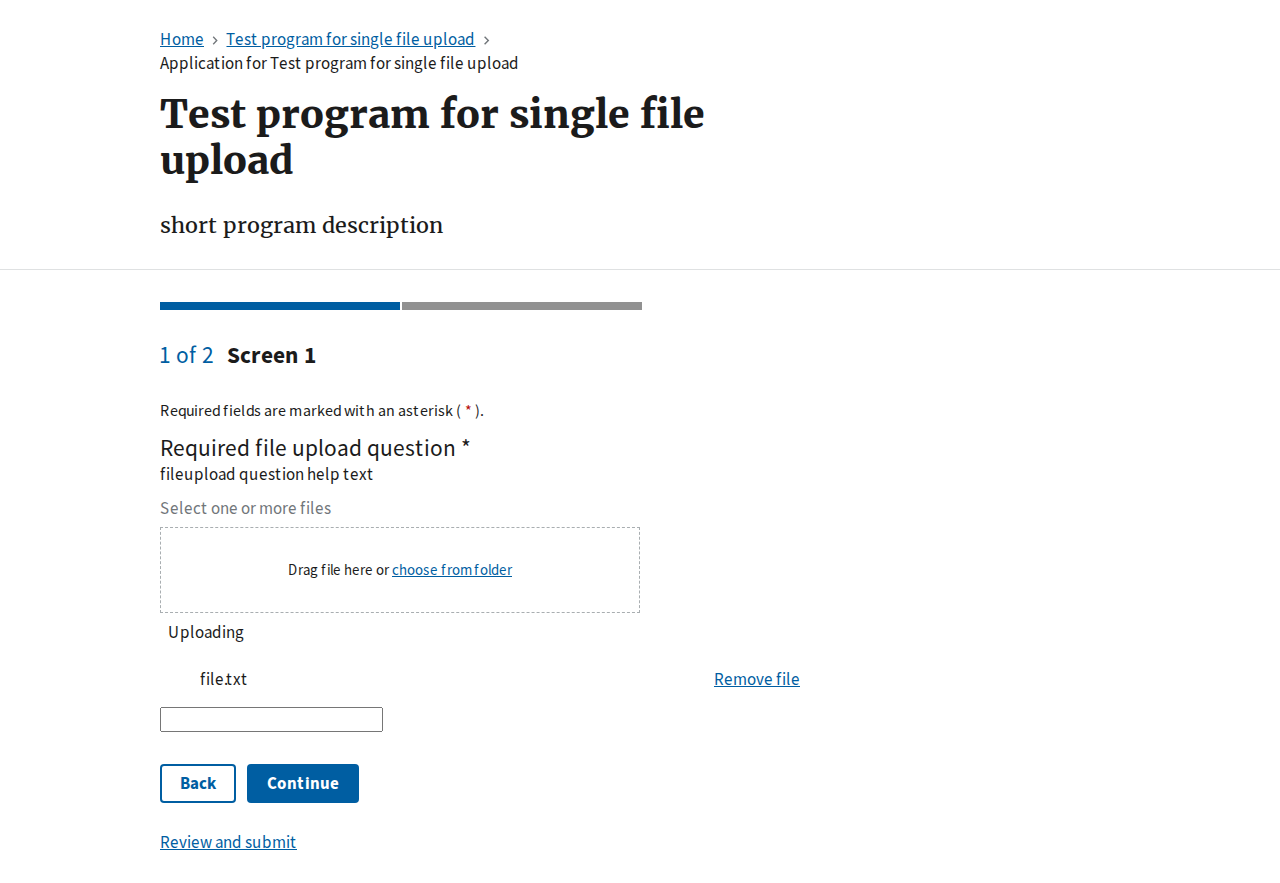 Home > Test program for single file upload >
Application for Test program for single file upload
Test program for single file
upload
short program description
1 of 2 Screen 1
Required fields are marked with an asterisk ( * ).
Required file upload question *
fileupload question help text
Select one or more files
Drag file here or choose from folder
Uploading
file.txt Remove file
Back Continue
Review and submit